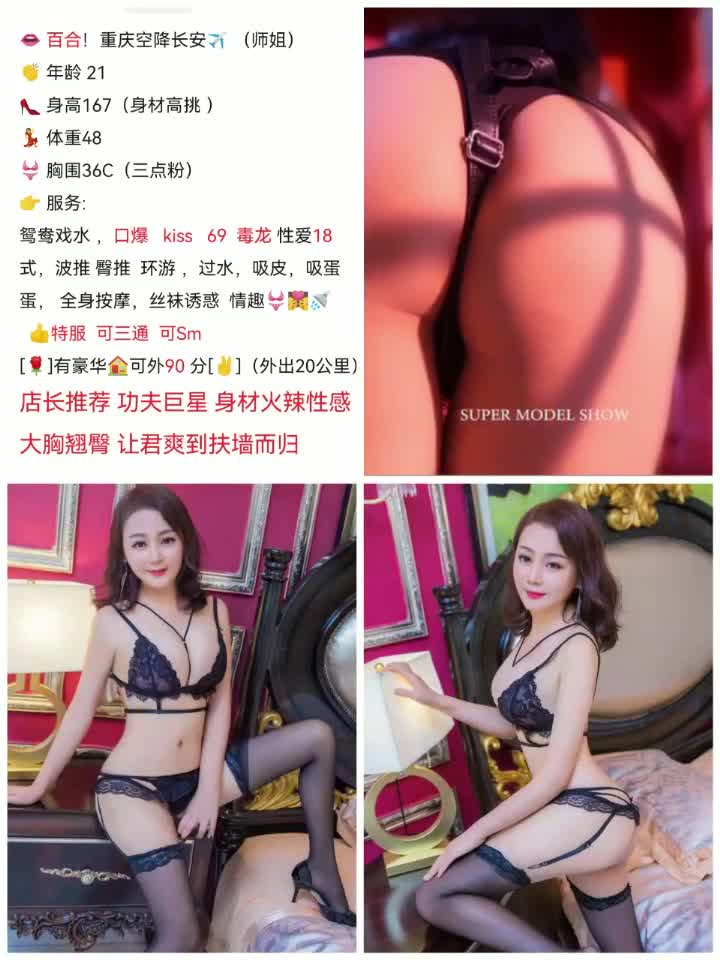 👄 百合！重庆空降长安✈️ （师姐）
👏 年龄 21
👠 身高167（身材高挑 ）
💃 体重48
👙 胸围36C（三点粉）
👉 服务:
鸳鸯戏水 ，口爆 kiss 69 毒龙 性爱18
式，波推 臀推 环游 ，过水，吸皮，吸蛋
蛋， 全身按摩，丝袜诱惑 情趣👙💏🚿
👍特服 可三通 可Sm
[🌹]有豪华🏠可外90 分[✌️]（外出20公里）
店长推荐 功夫巨星 身材火辣性感
大胸翘臀 让君爽到扶墙而归
SUPER MODEL SHOW